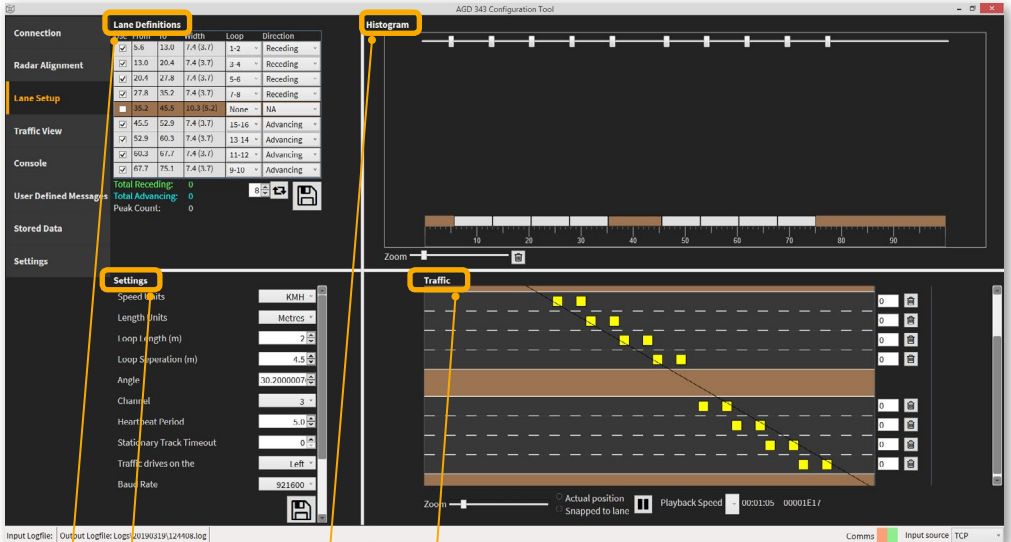 AGD 343 Configuration Tool
Connection
Radar Alignment
Lane Setup
Traffic View
Console
User Defined Messages
Stored Data
Settings
Lane Definitions
Use From To Width Loop Direction
5.6 13.0 7.4 (3.7) 1-2 Receding
13.0 20.4 7.4 (3.7) 3-4 Receding
20.4 27.8 7.4 (3.7) 5-6 Receding
27.8 35.2 7.4 (3.7) 7-8 Receding
35.2 45.5 10.3 (5.2) None NA
45.5 52.9 7.4 (3.7) 15-16 Advancing
52.9 60.3 7.4 (3.7) 13-14 Advancing
60.3 67.7 7.4 (3.7) 11-12 Advancing
67.7 75.1 7.4 (3.7) 9-10 Advancing
Total Receding: 0
Total Advancing: 0
Peak Count: 0
8
Histogram
10 20 30 40 50 60 70 80 90
Zoom
Settings
Speed Units KMH
Length Units Metres
Loop Length (m) 2
Loop Seperation (m) 4.5
Angle 30.2000007
Channel 3
Heartbeat Period 5.0
Stationary Track Timeout 0
Traffic drives on the Left
Baud Rate 921600
Traffic
0
0
0
0
0
0
0
0
Zoom
Actual position
Snapped to lane
Playback Speed
00:01:05 00001E17
Input Logfile: Output Logfile: Logs\20190319\124408.log
Comms Input source TCP